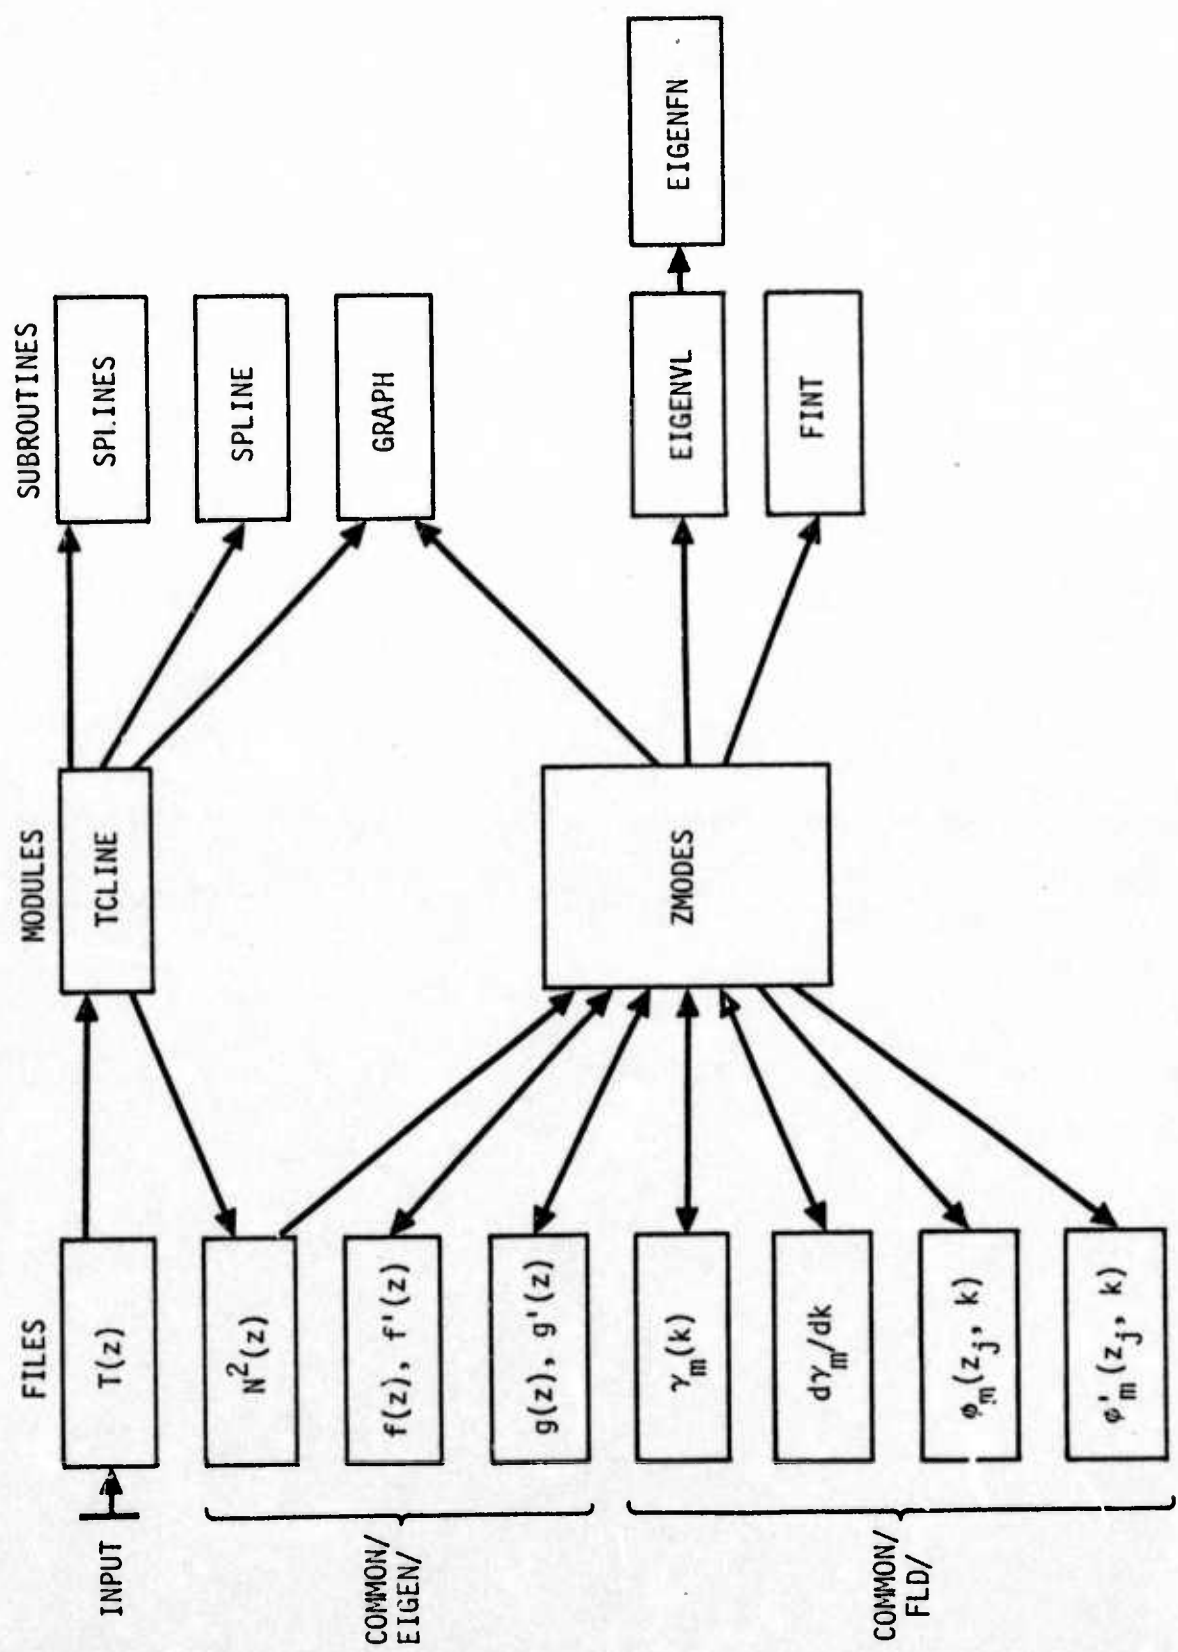 FILES
MODULES
SUBROUTINES
INPUT
T(z)
TCLINE
SPLINES
N²(z)
SPLINE
COMMON/
EIGEN/
f(z), f'(z)
GRAPH
g(z), g'(z)
γm(k)
ZMODES
EIGENVL
EIGENFN
dγm/dk
FINT
COMMON/
FLD/
φm(zj, k)
φ'm(zj, k)